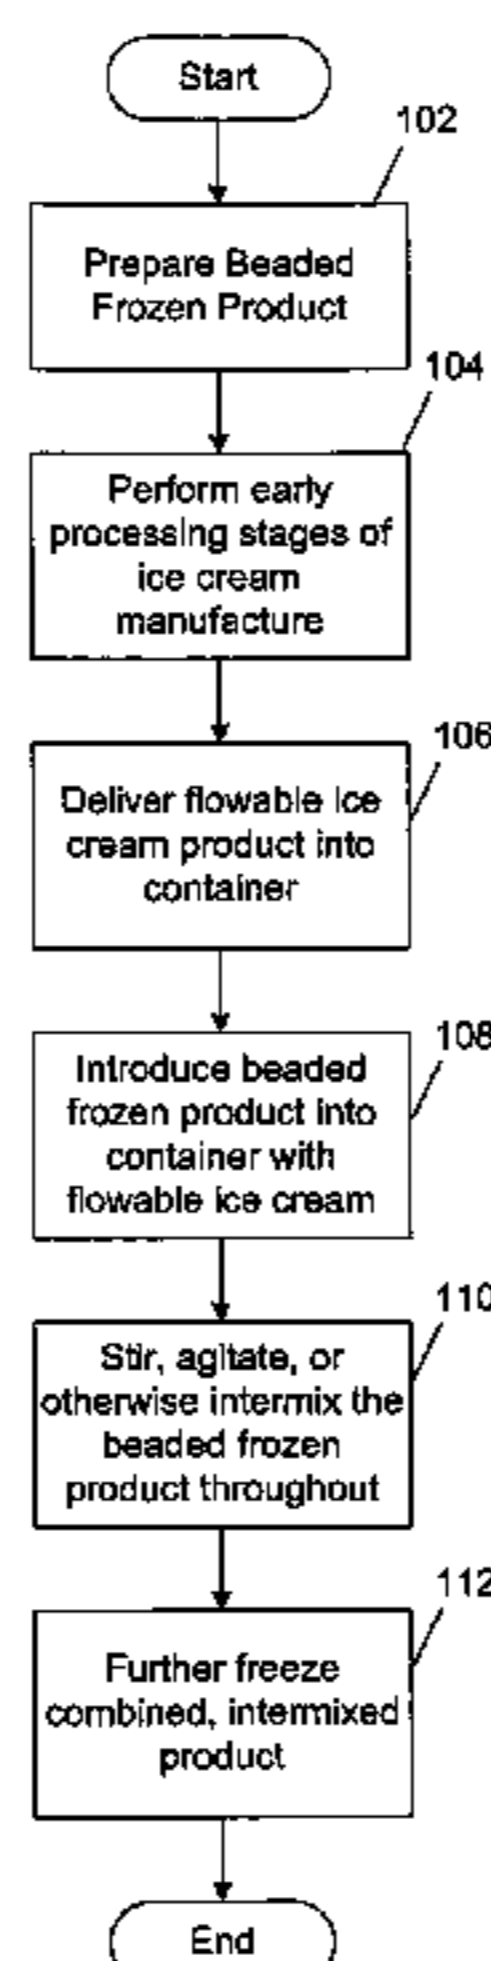 Start
102
Prepare Beaded
Frozen Product
104
Perform early
processing stages of
ice cream
manufacture
106
Deliver flowable ice
cream product into
container
108
Introduce beaded
frozen product into
container with
flowable ice cream
110
Stir, agitate, or
otherwise intermix the
beaded frozen
product throughout
112
Further freeze
combined, intermixed
product
End